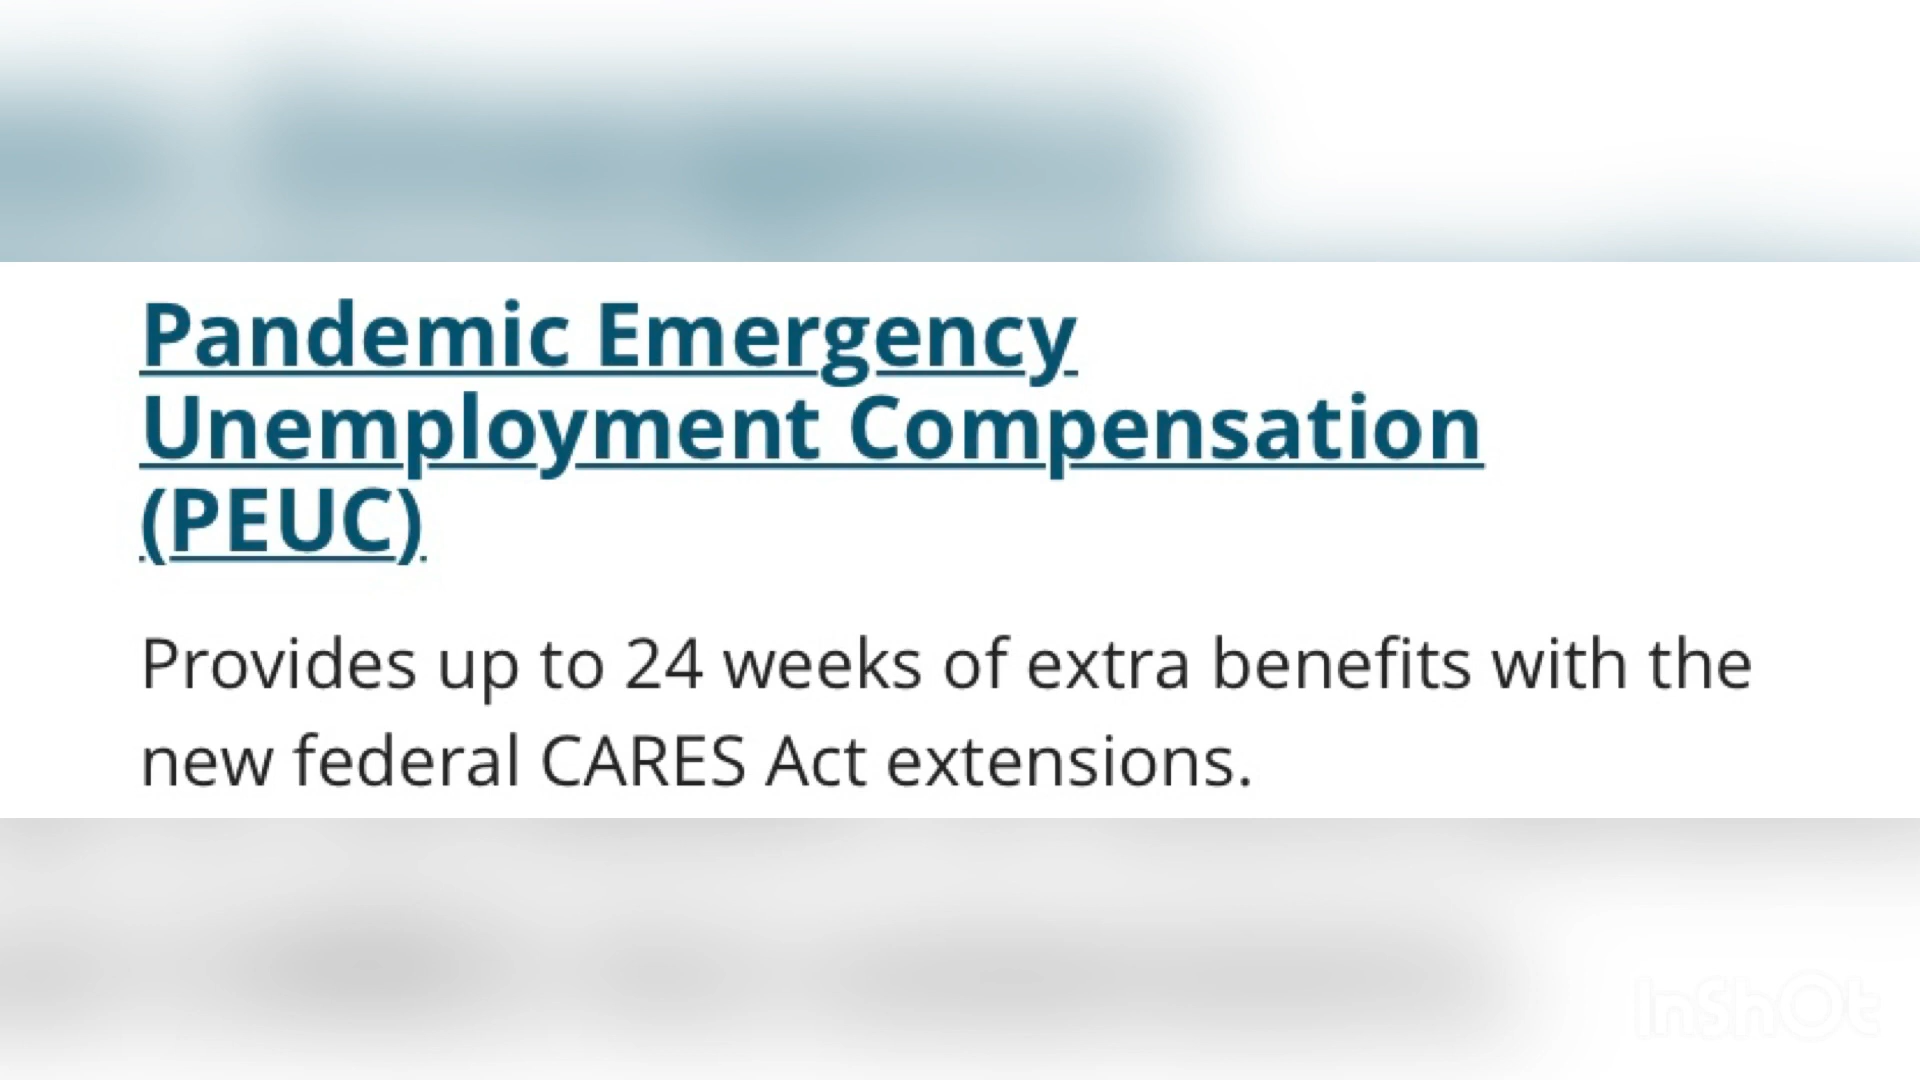 Pandemic Emergency
Unemployment Compensation
(PEUC)
Provides up to 24 weeks of extra benefits with the
new federal CARES Act extensions.
InShOt